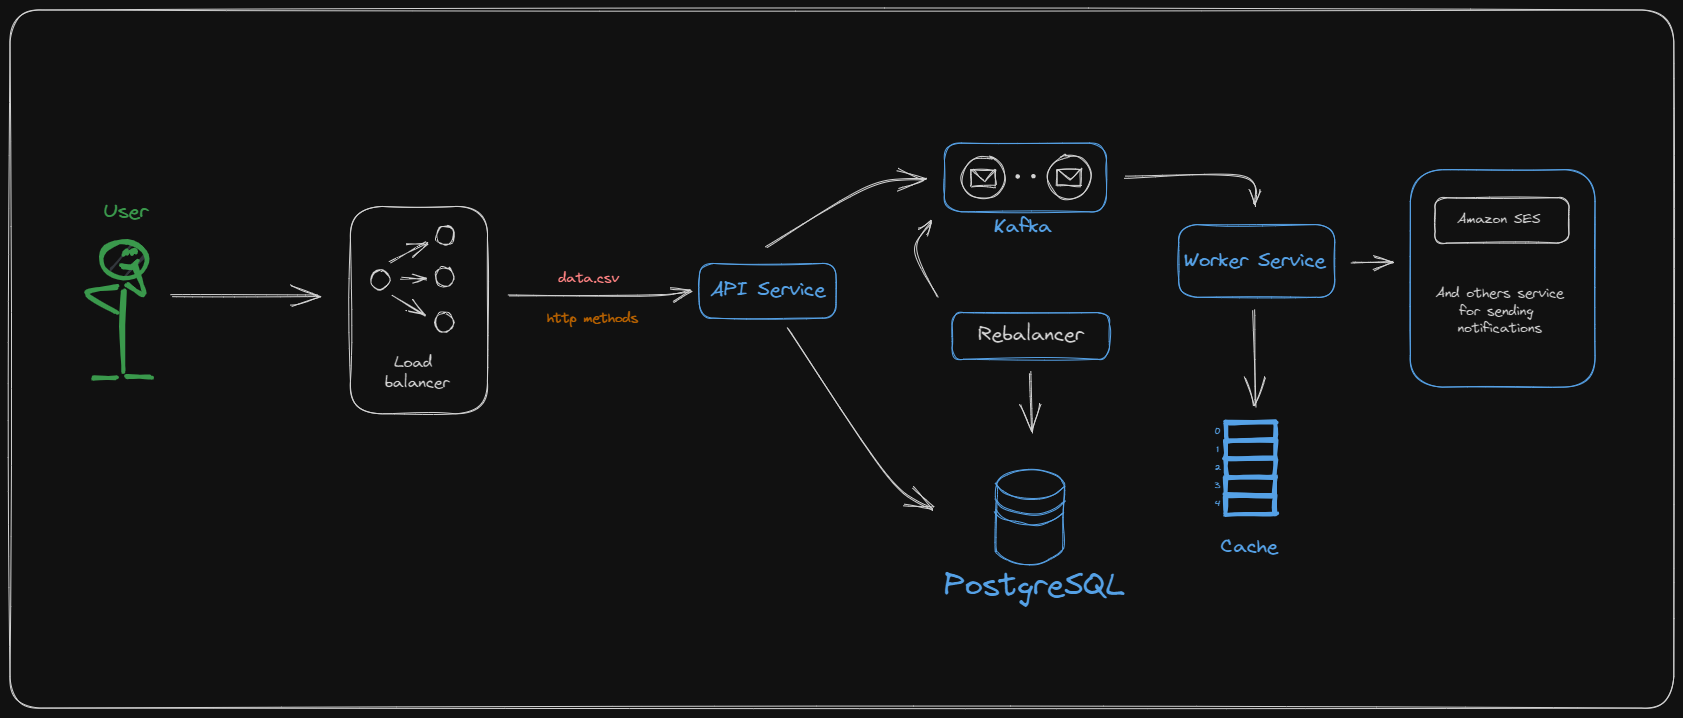 User
Load
balancer
data.csv
http methods
API Service
Kafka
Rebalancer
PostgreSQL
Worker Service
0
1
2
3
4
Cache
Amazon SES
And others service
for sending
notifications